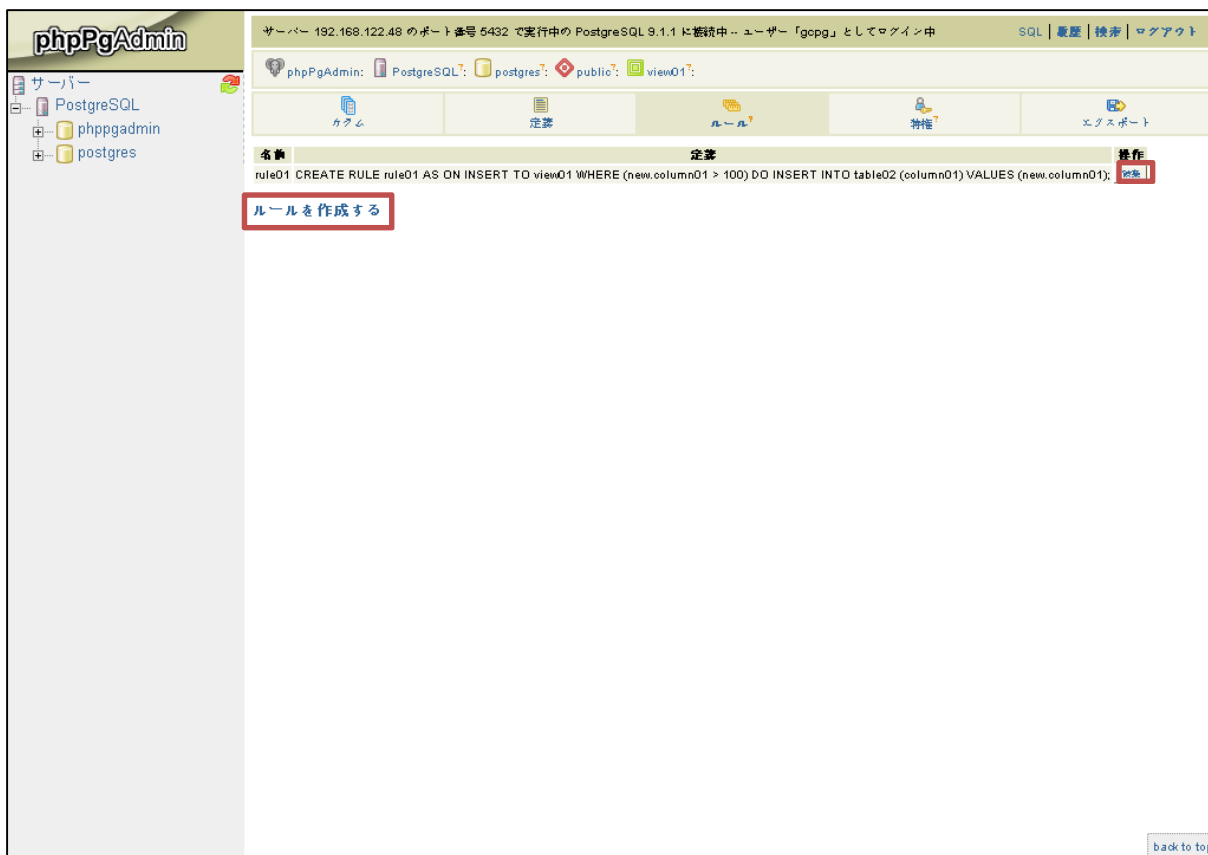 phpPgAdmin
サーバー 192.168.122.48 のポート番号 5432 で実行中の PostgreSQL 9.1.1 に接続中 -- ユーザー「gcpg」としてログイン中
SQL | 履歴 | 検索 | ログアウト
phpPgAdmin: PostgreSQL?: postgres?: public?: view01?:
サーバー
PostgreSQL
phppgadmin
postgres
カラム 定義 ルール? 特権? エクスポート
名前 定義 操作
rule01 CREATE RULE rule01 AS ON INSERT TO view01 WHERE (new.column01 > 100) DO INSERT INTO table02 (column01) VALUES (new.column01); 破棄
ルールを作成する
back to top